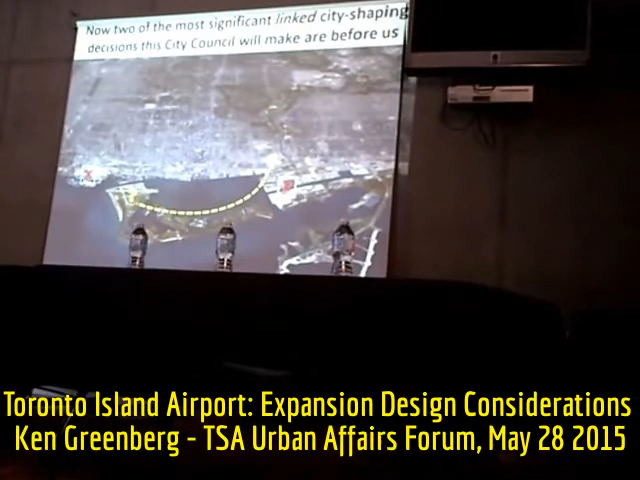 Now two of the most significant linked city-shaping
decisions this City Council will make are before us
Toronto Island Airport: Expansion Design Considerations
Ken Greenberg - TSA Urban Affairs Forum, May 28 2015